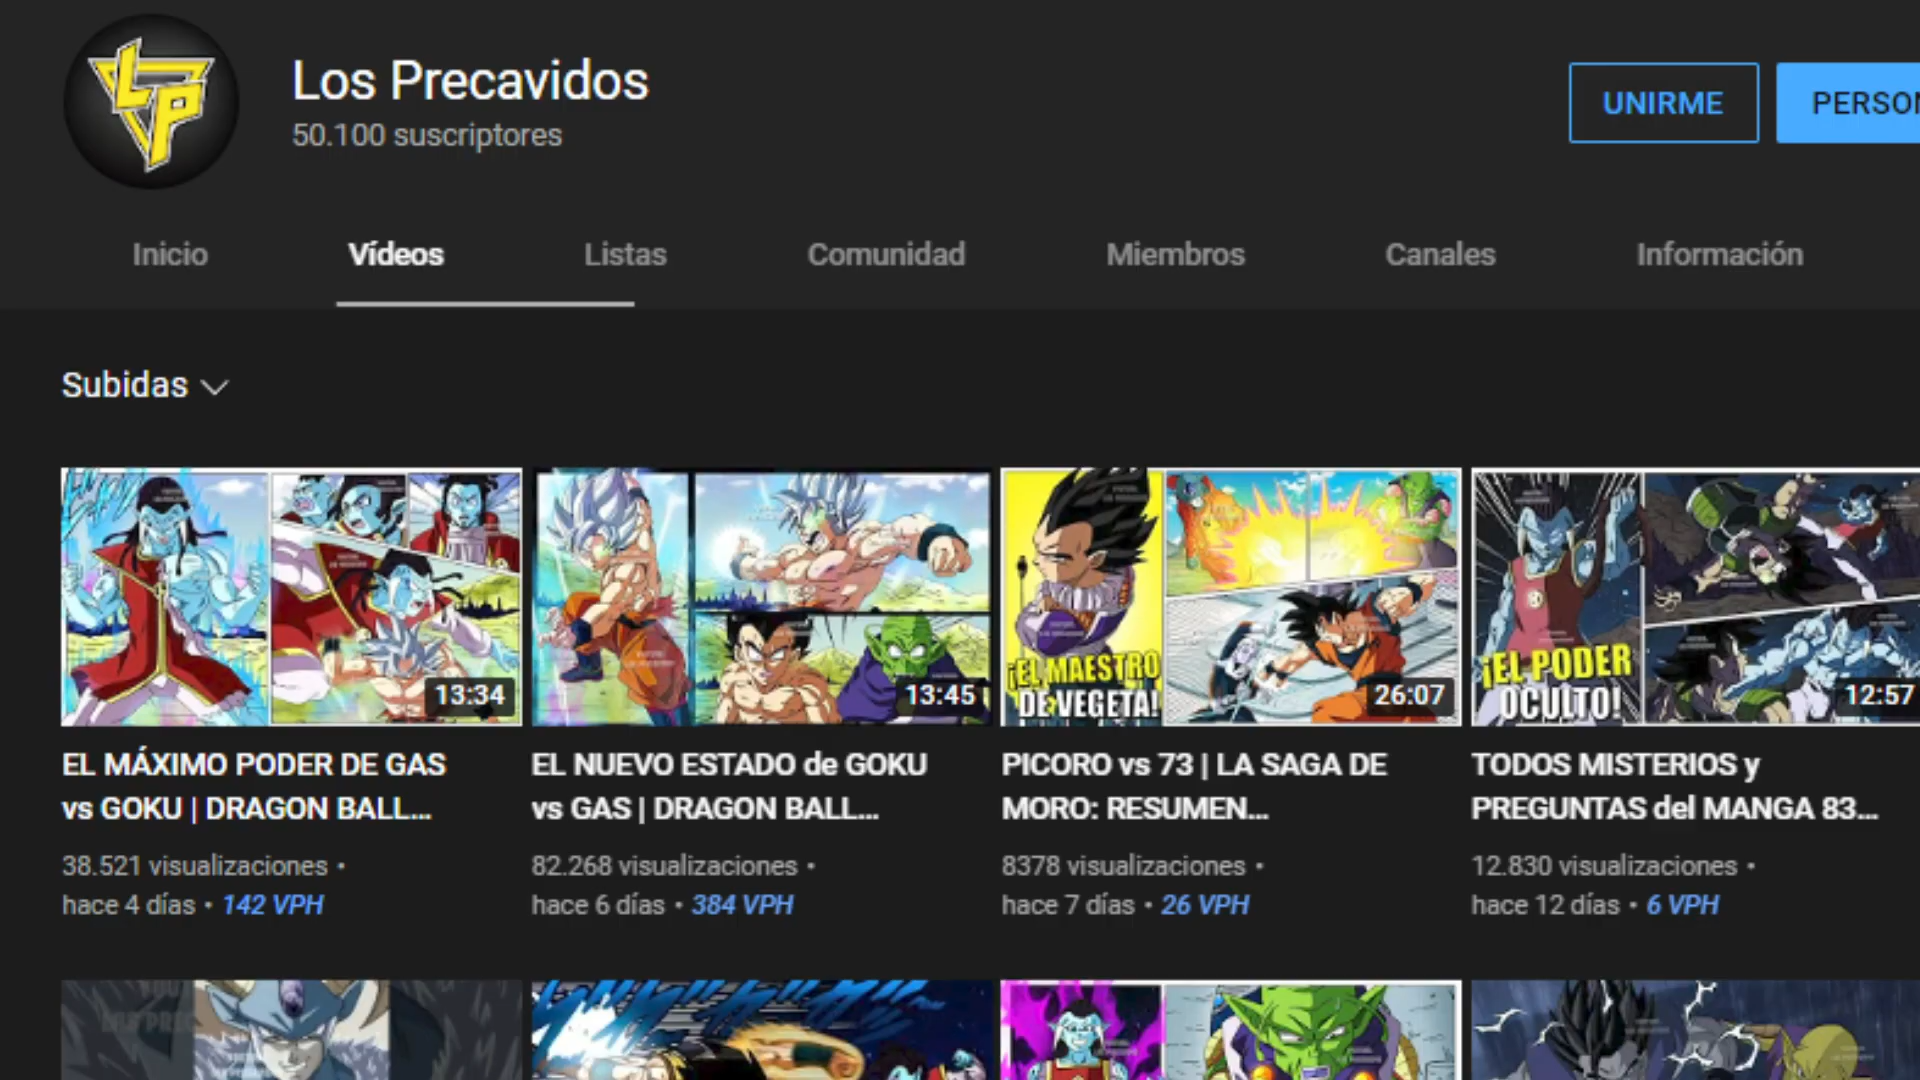 LP
Los Precavidos
50.100 suscriptores
UNIRME
PERSON
Inicio
Vídeos
Listas
Comunidad
Miembros
Canales
Información
Subidas
13:34
13:45
¡EL MAESTRO
DE VEGETA!
26:07
¡EL PODER
OCULTO!
12:57
EL MÁXIMO PODER DE GAS
vs GOKU | DRAGON BALL...
38.521 visualizaciones •
hace 4 días • 142 VPH
EL NUEVO ESTADO de GOKU
vs GAS | DRAGON BALL...
82.268 visualizaciones •
hace 6 días • 384 VPH
PICORO vs 73 | LA SAGA DE
MORO: RESUMEN...
8378 visualizaciones •
hace 7 días • 26 VPH
TODOS MISTERIOS y
PREGUNTAS del MANGA 83...
12.830 visualizaciones •
hace 12 días • 6 VPH